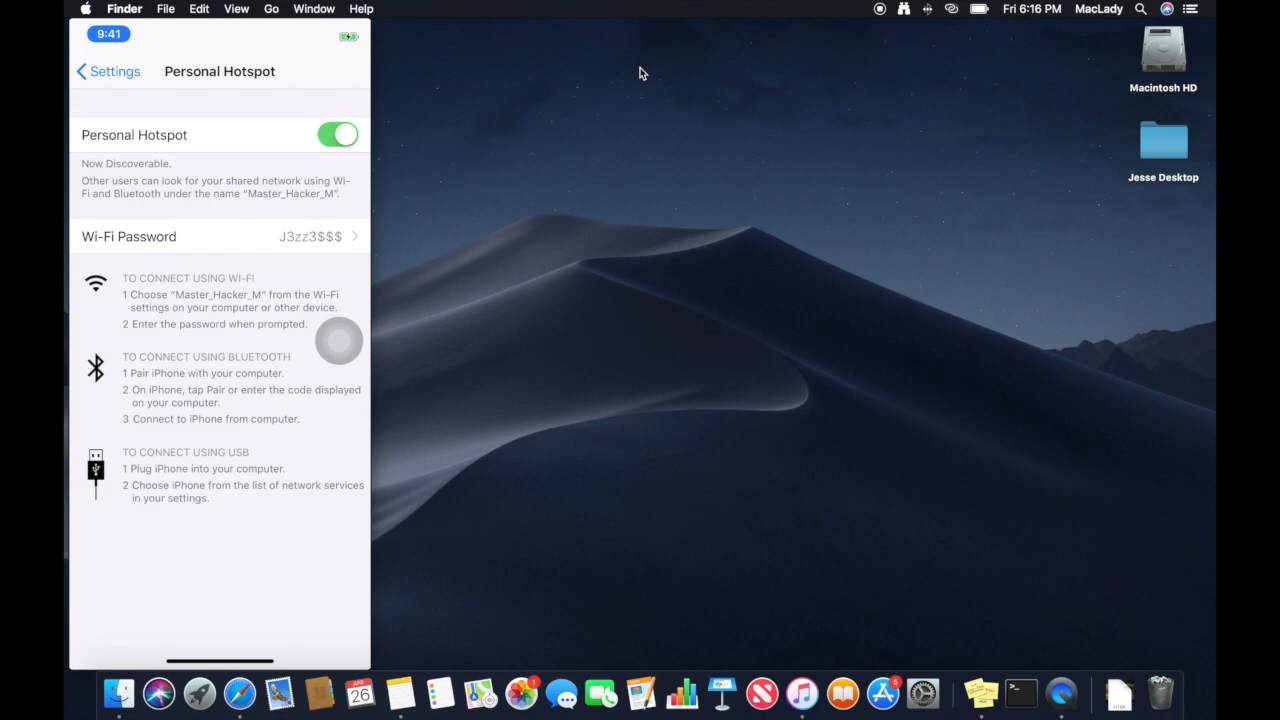 Finder File Edit View Go Window Help
Fri 6:16 PM MacLady
9:41
Settings Personal Hotspot
Personal Hotspot
Now Discoverable.
Other users can look for your shared network using Wi-
Fi and Bluetooth under the name “Master_Hacker_M”.
Wi-Fi Password J3zz3$$$
TO CONNECT USING WI-FI
1 Choose “Master_Hacker_M” from the Wi-Fi
settings on your computer or other device.
2 Enter the password when prompted.
TO CONNECT USING BLUETOOTH
1 Pair iPhone with your computer.
2 On iPhone, tap Pair or enter the code displayed
on your computer.
3 Connect to iPhone from computer.
TO CONNECT USING USB
1 Plug iPhone into your computer.
2 Choose iPhone from the list of network services
in your settings.
Macintosh HD
Jesse Desktop
APR
26
1
5
HTML